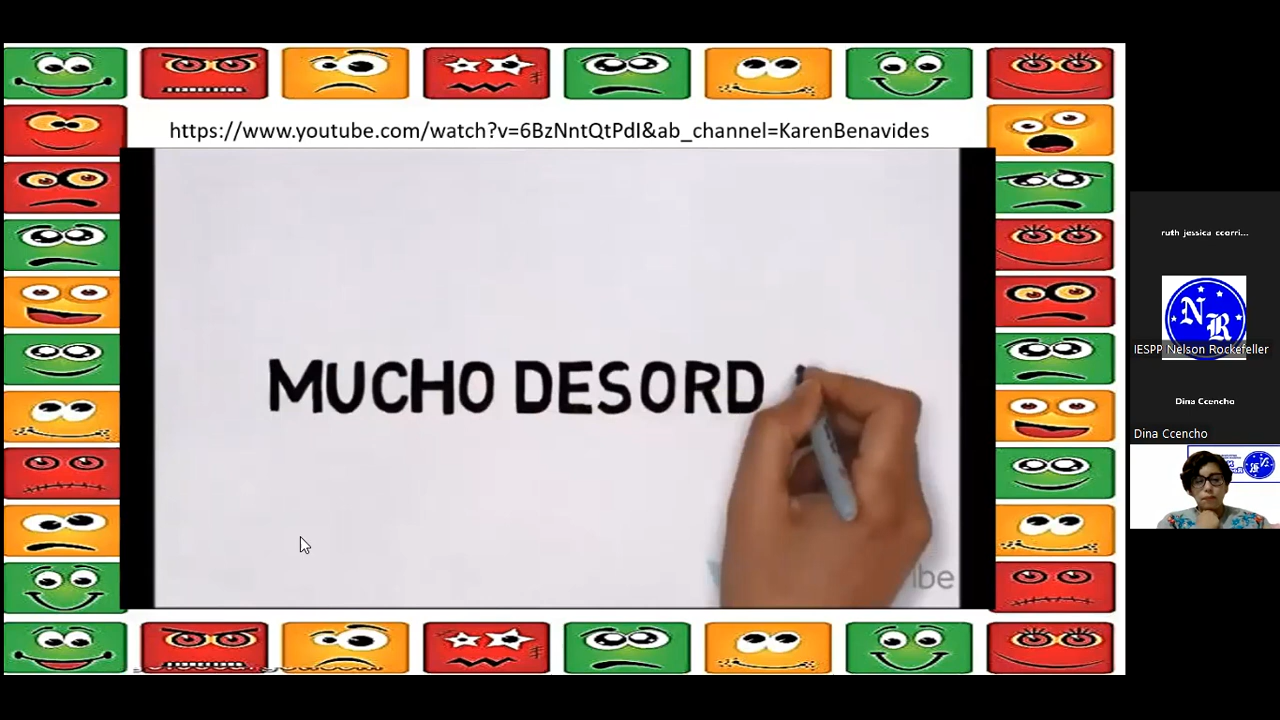 https://www.youtube.com/watch?v=6BzNntQtPdI&ab_channel=KarenBenavides
MUCHO DESORD
ibe
ruth jessica ccorri...
N
R
IESPP Nelson Rockefeller
Dina Ccencho
Dina Ccencho